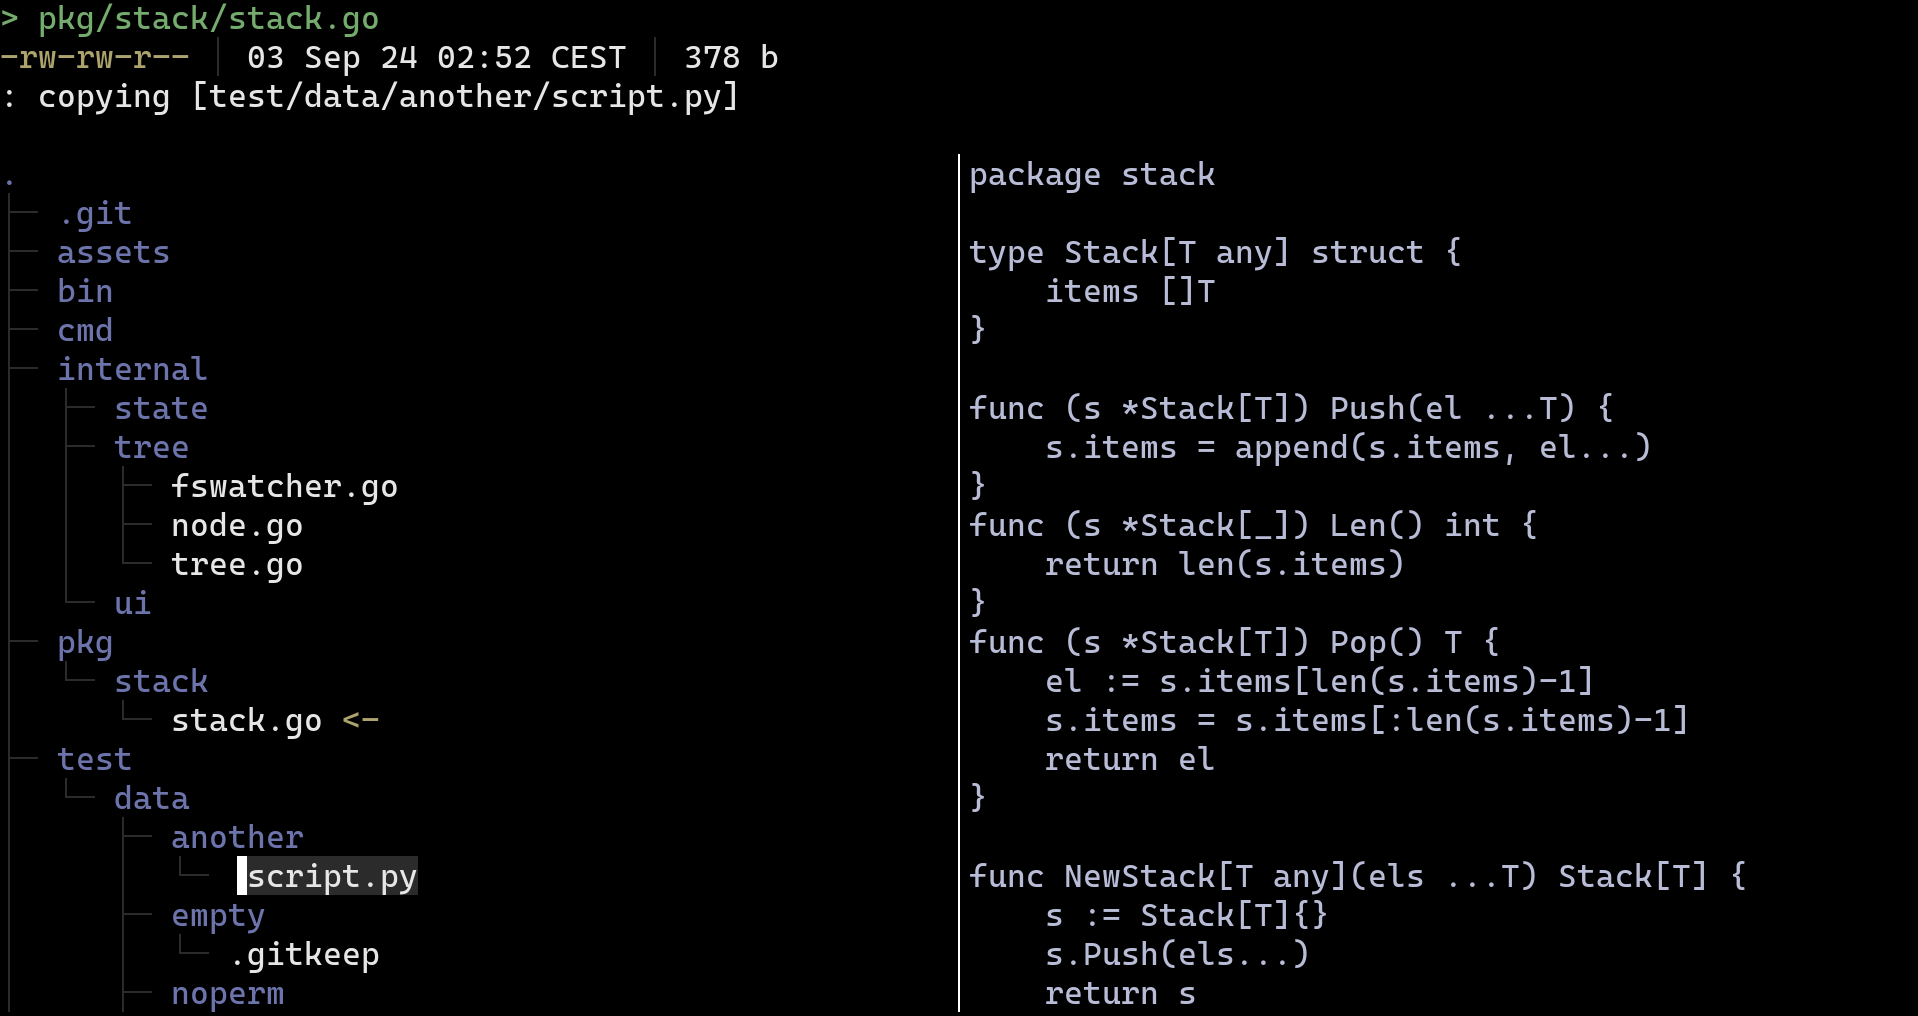 > pkg/stack/stack.go
-rw-rw-r-- │ 03 Sep 24 02:52 CEST │ 378 b
: copying [test/data/another/script.py]
.
├── .git
├── assets
├── bin
├── cmd
├── internal
│  ├── state
│  ├── tree
│  │  ├── fswatcher.go
│  │  ├── node.go
│  │  └── tree.go
│  └── ui
├── pkg
│  └── stack
│     └── stack.go <-
├── test
│  └── data
│     ├── another
│     │  └── script.py
│     ├── empty
│     │  └── .gitkeep
│     ├── noperm
package stack

type Stack[T any] struct {
    items []T
}

func (s *Stack[T]) Push(el ...T) {
    s.items = append(s.items, el...)
}
func (s *Stack[_]) Len() int {
    return len(s.items)
}
func (s *Stack[T]) Pop() T {
    el := s.items[len(s.items)-1]
    s.items = s.items[:len(s.items)-1]
    return el
}

func NewStack[T any](els ...T) Stack[T] {
    s := Stack[T]{}
    s.Push(els...)
    return s